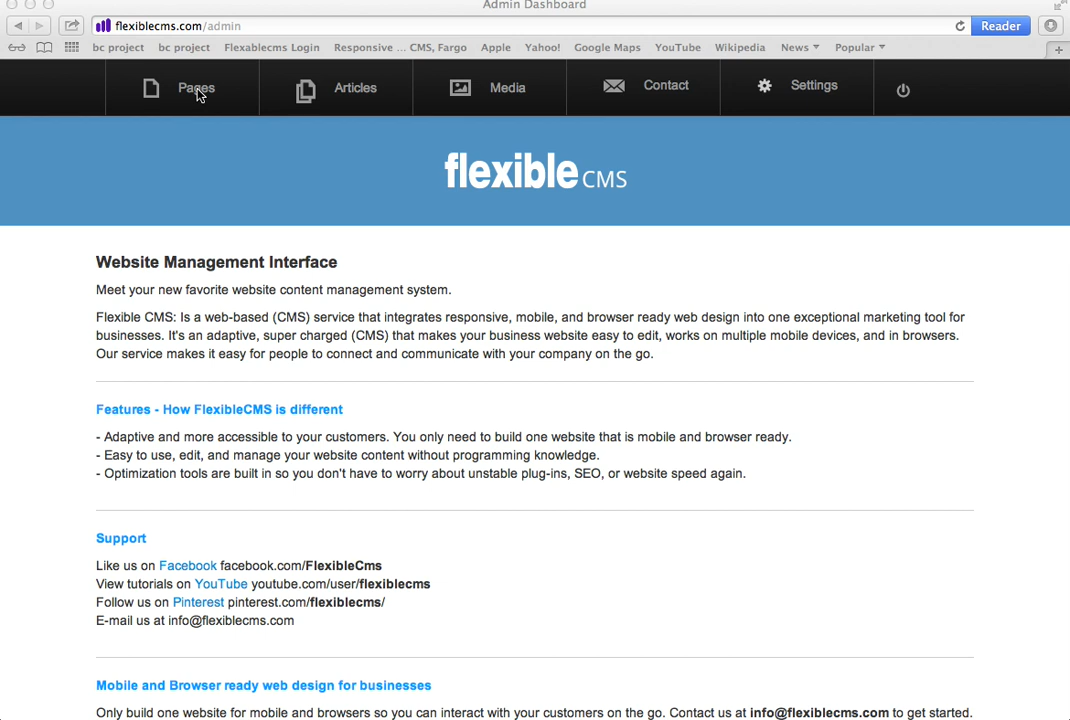 Admin Dashboard
flexiblecms.com/admin Reader
bc project bc project Flexablecms Login Responsive ... CMS, Fargo Apple Yahoo! Google Maps YouTube Wikipedia News Popular
Pages Articles Media Contact Settings
flexible CMS
Website Management Interface
Meet your new favorite website content management system.
Flexible CMS: Is a web-based (CMS) service that integrates responsive, mobile, and browser ready web design into one exceptional marketing tool for
businesses. It's an adaptive, super charged (CMS) that makes your business website easy to edit, works on multiple mobile devices, and in browsers.
Our service makes it easy for people to connect and communicate with your company on the go.
Features - How FlexibleCMS is different
- Adaptive and more accessible to your customers. You only need to build one website that is mobile and browser ready.
- Easy to use, edit, and manage your website content without programming knowledge.
- Optimization tools are built in so you don't have to worry about unstable plug-ins, SEO, or website speed again.
Support
Like us on Facebook facebook.com/FlexibleCms
View tutorials on YouTube youtube.com/user/flexiblecms
Follow us on Pinterest pinterest.com/flexiblecms/
E-mail us at info@flexiblecms.com
Mobile and Browser ready web design for businesses
Only build one website for mobile and browsers so you can interact with your customers on the go. Contact us at info@flexiblecms.com to get started.